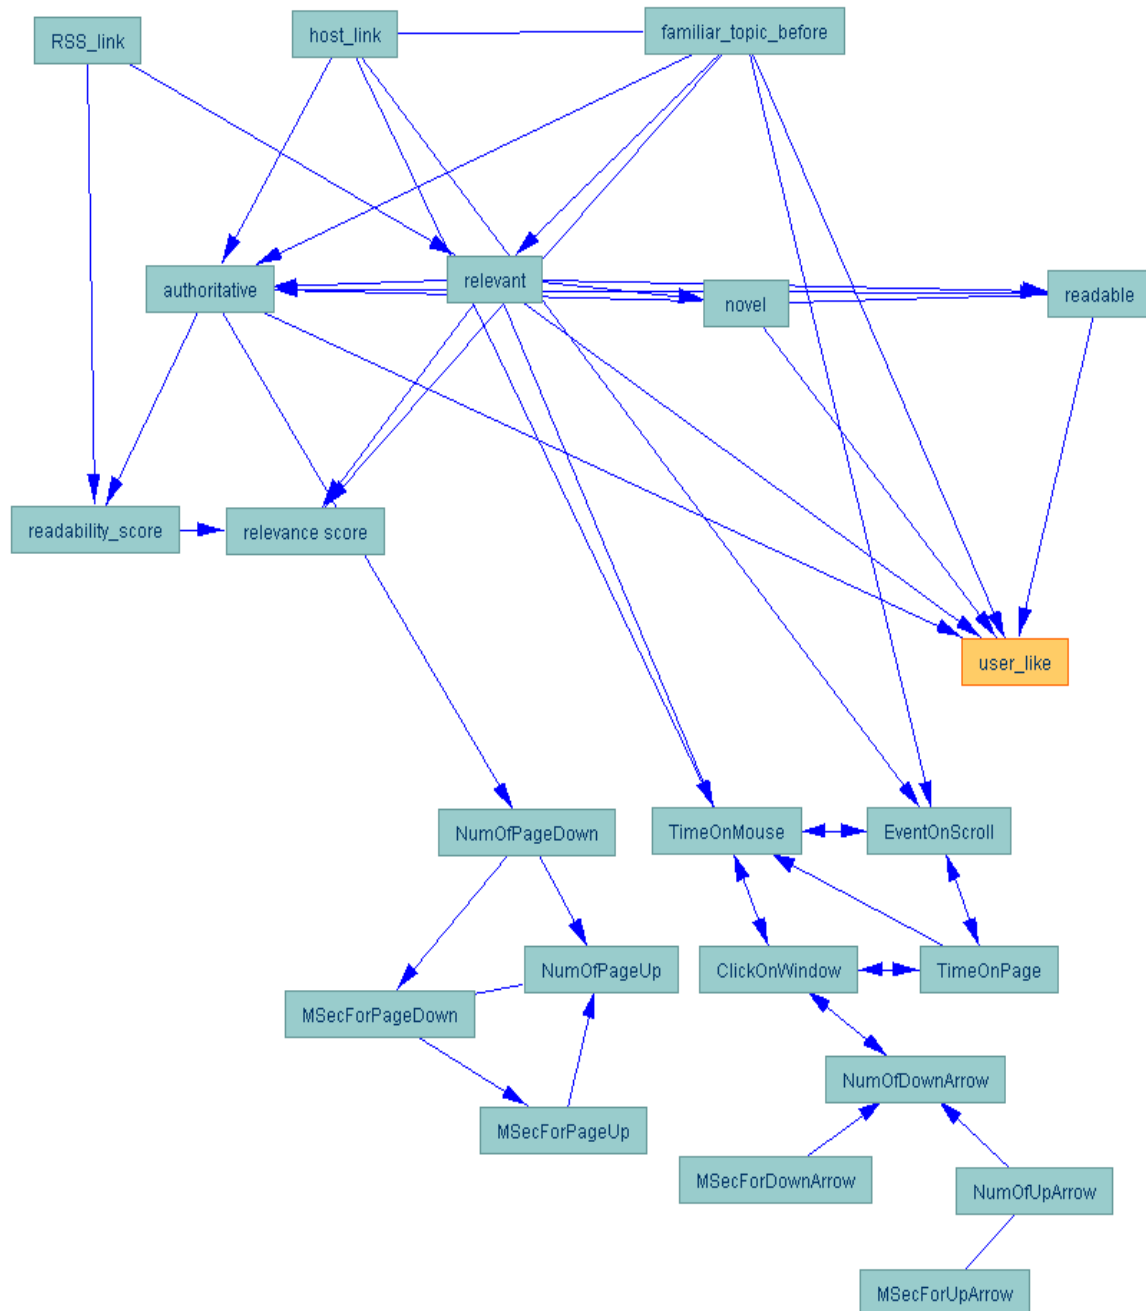 RSS_link
host_link
familiar_topic_before
authoritative
relevant
novel
readable
readability_score
relevance score
user_like
NumOfPageDown
TimeOnMouse
EventOnScroll
NumOfPageUp
ClickOnWindow
TimeOnPage
MSecForPageDown
NumOfDownArrow
MSecForPageUp
MSecForDownArrow
NumOfUpArrow
MSecForUpArrow